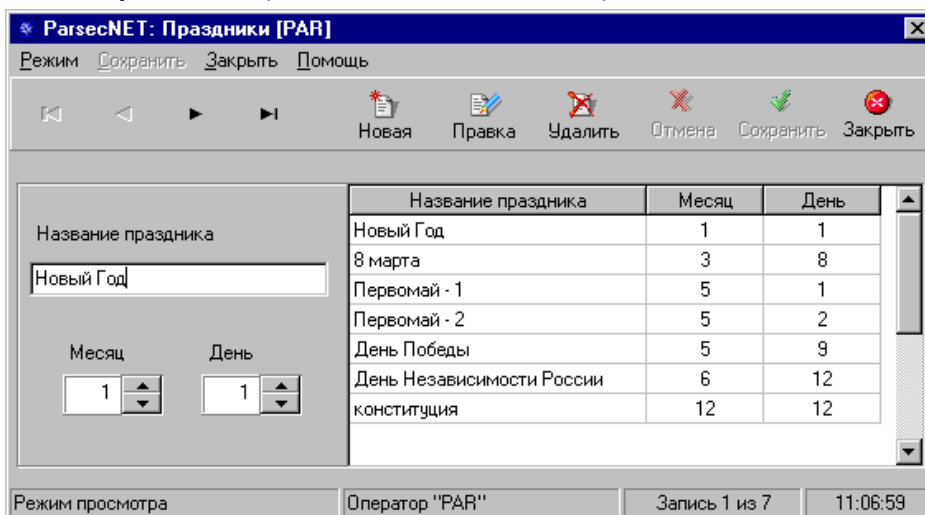 ParsecNET: Праздники [PAR]
Режим Сохранить Закрыть Помощь
Новая Правка Удалить Отмена Сохранить Закрыть
Название праздника Месяц День
Название праздника
Новый Год 1 1
8 марта 3 8
Новый Год
Первомай - 1 5 1
Первомай - 2 5 2
Месяц День
День Победы 5 9
День Независимости России 6 12
1 1
конституция 12 12
Режим просмотра Оператор "PAR" Запись 1 из 7 11:06:59